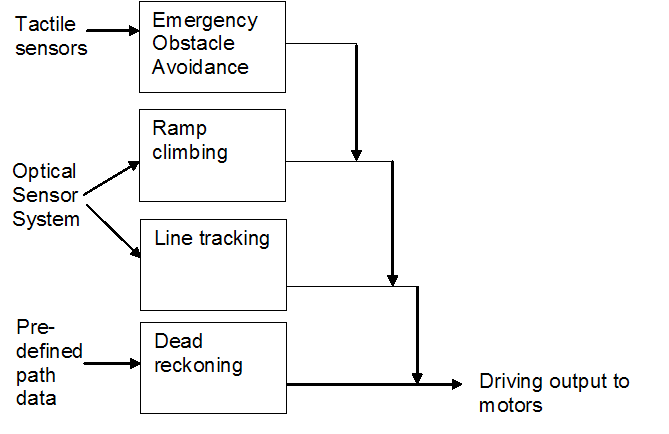 Tactile
sensors
Emergency
Obstacle
Avoidance
Ramp
climbing
Optical
Sensor
System
Line tracking
Pre-
defined
path
data
Dead
reckoning
Driving output to
motors